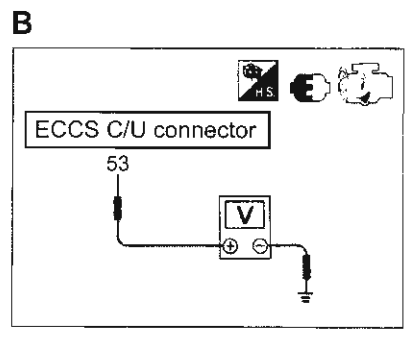 B
H.S.
ECCS C/U connector
53
V
+ −